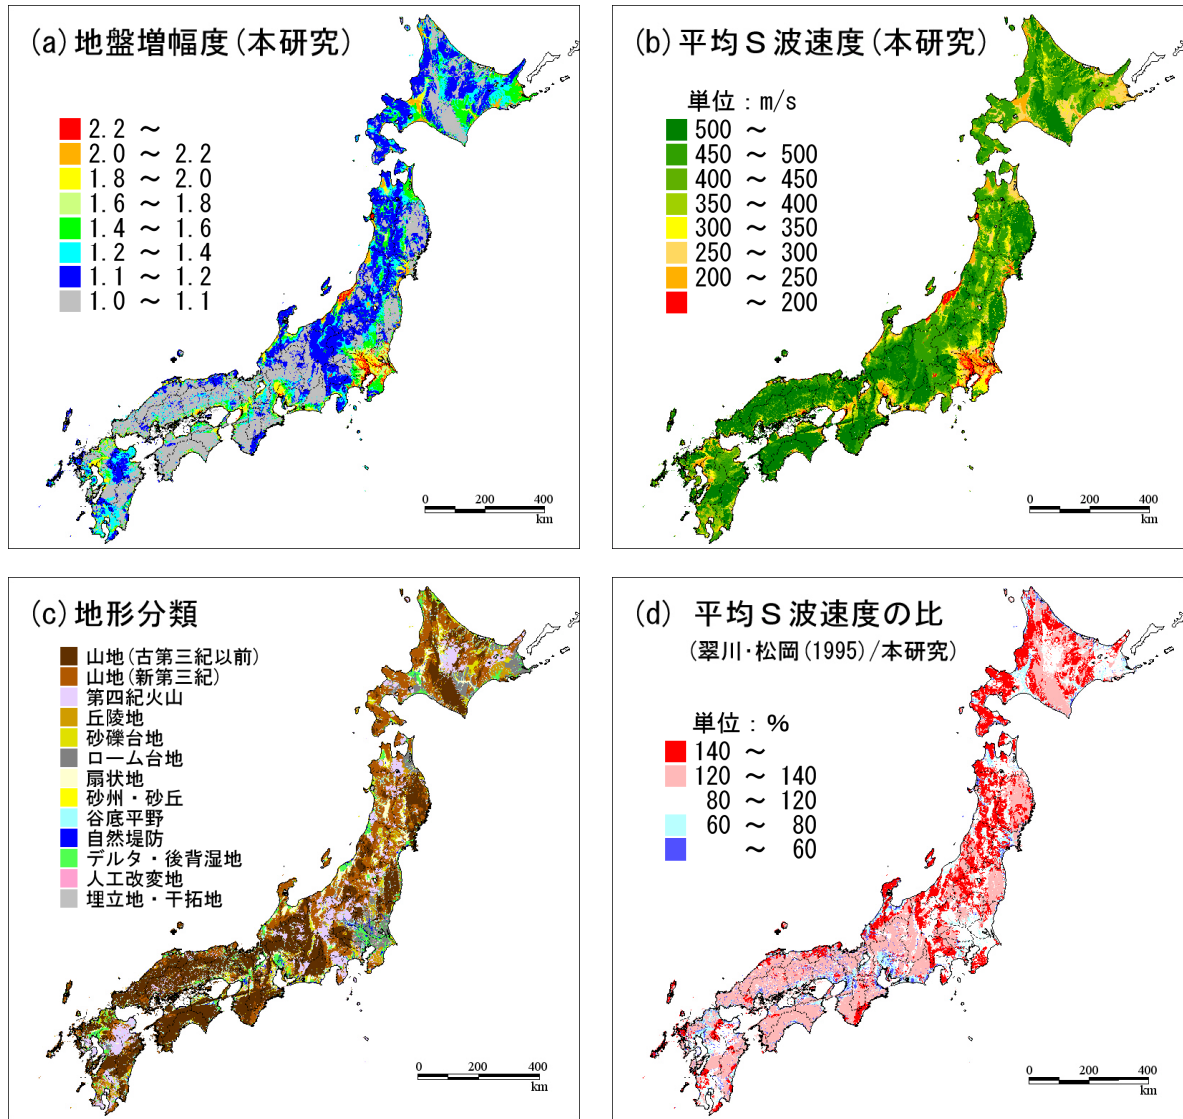 (a)地盤増幅度(本研究)
2.2 ～
2.0 ～ 2.2
1.8 ～ 2.0
1.6 ～ 1.8
1.4 ～ 1.6
1.2 ～ 1.4
1.1 ～ 1.2
1.0 ～ 1.1
0 200 400
km
(b)平均Ｓ波速度(本研究)
単位：m/s
500 ～
450 ～ 500
400 ～ 450
350 ～ 400
300 ～ 350
250 ～ 300
200 ～ 250
～ 200
0 200 400
km
(c)地形分類
山地(古第三紀以前)
山地(新第三紀)
第四紀火山
丘陵地
砂礫台地
ローム台地
扇状地
砂州・砂丘
谷底平野
自然堤防
デルタ・後背湿地
人工改変地
埋立地・干拓地
0 200 400
km
(d) 平均Ｓ波速度の比
(翠川・松岡(1995)/本研究)
単位：%
140 ～
120 ～ 140
80 ～ 120
60 ～ 80
～ 60
0 200 400
km